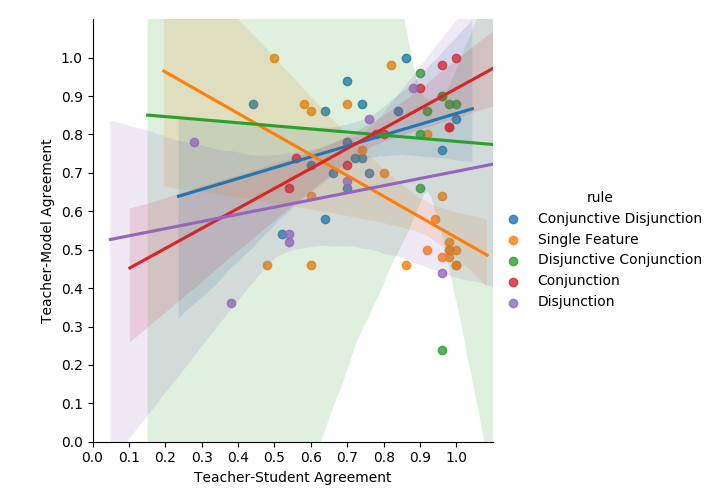 1.0
0.9
0.8
0.7
0.6
0.5
0.4
0.3
0.2
0.1
0.0
Teacher-Model Agreement
0.0 0.1 0.2 0.3 0.4 0.5 0.6 0.7 0.8 0.9 1.0
Teacher-Student Agreement
rule
Conjunctive Disjunction
Single Feature
Disjunctive Conjunction
Conjunction
Disjunction